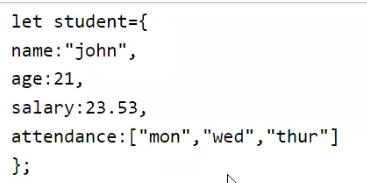 let student={
name:"john",
age:21,
salary:23.53,
attendance:["mon","wed","thur"]
};